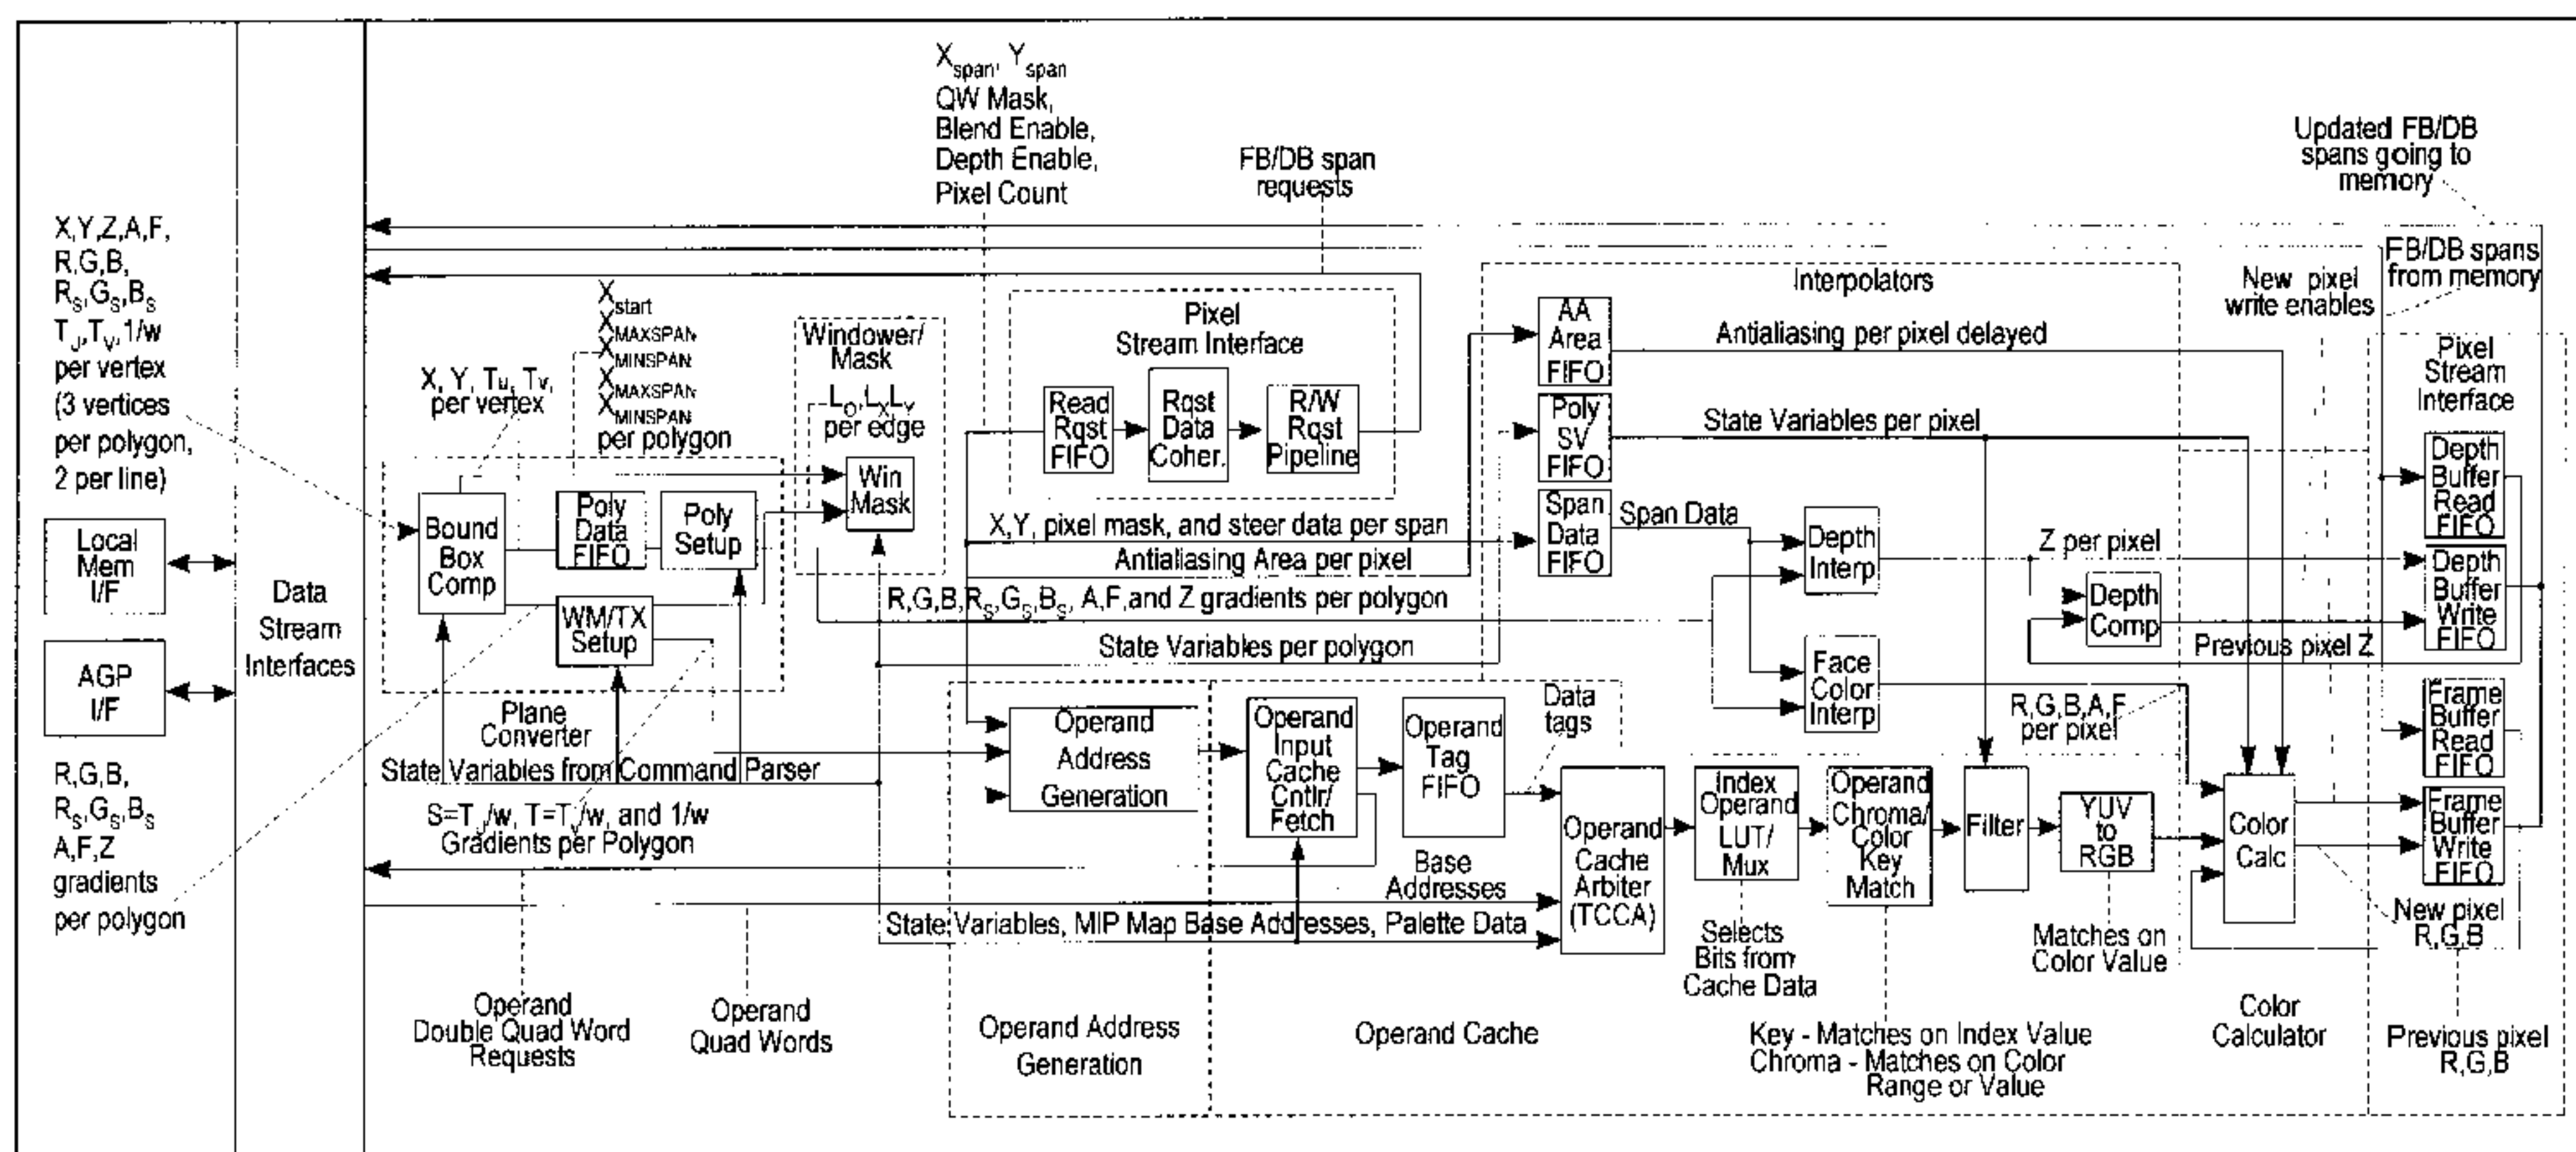 X,Y,Z,A,F,
R,G,B,
RS,GS,BS
TU,TV,1/w
per vertex
(3 vertices
per polygon,
2 per line)
Local
Mem
I/F
AGP
I/F
R,G,B,
RS,GS,BS
A,F,Z
gradients
per polygon
Data
Stream
Interfaces
Xspan, Yspan
QW Mask,
Blend Enable,
Depth Enable,
Pixel Count
FB/DB span
requests
Updated FB/DB
spans going to
memory
FB/DB spans
from memory
New pixel
write enables
X, Y, Tu, Tv,
per vertex
Xstart
XMAXSPAN
XMINSPAN
XMAXSPAN
XMINSPAN
per polygon
Windower/
Mask
LO,LXLY
per edge
Win
Mask
Bound
Box
Comp
Poly
Data
FIFO
Poly
Setup
WM/TX
Setup
Plane
Converter
State Variables from Command Parser
S=TU/w, T=TV/w, and 1/w
Gradients per Polygon
Pixel
Stream Interface
Read
Rqst
FIFO
Rqst
Data
Coher.
R/W
Rqst
Pipeline
X,Y, pixel mask, and steer data per span
Antialiasing Area per pixel
R,G,B,RS,GS,BS, A,F,and Z gradients per polygon
State Variables per polygon
Interpolators
AA
Area
FIFO
Antialiasing per pixel delayed
Poly
SV
FIFO
State Variables per pixel
Span
Data
FIFO
Span Data
Depth
Interp
Face
Color
Interp
Z per pixel
Depth
Comp
Previous pixel Z
R,G,B,A,F
per pixel
Pixel
Stream
Interface
Depth
Buffer
Read
FIFO
Depth
Buffer
Write
FIFO
Frame
Buffer
Read
FIFO
Frame
Buffer
Write
FIFO
Operand
Address
Generation
Operand
Input
Cache
Cntlr/
Fetch
Operand
Tag
FIFO
Data
tags
Base
Addresses
State Variables, MIP Map Base Addresses, Palette Data
Operand
Cache
Arbiter
(TCCA)
Index
Operand
LUT/
Mux
Operand
Chroma/
Color
Key
Match
Filter
YUV
to
RGB
Color
Calc
New pixel
R,G,B
Selects
Bits from
Cache Data
Matches on
Color Value
Operand
Double Quad Word
Requests
Operand
Quad Words
Operand Address
Generation
Operand Cache
Key - Matches on Index Value
Chroma - Matches on Color
Range or Value
Color
Calculator
Previous pixel
R,G,B